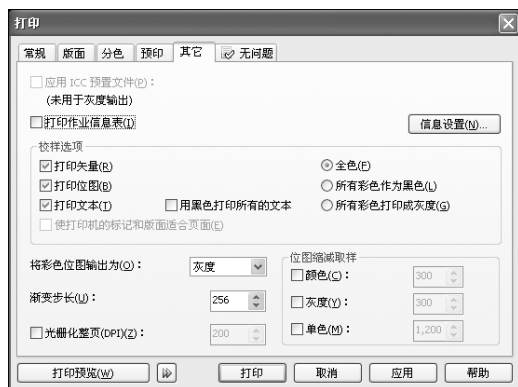 打印
常规 版面 分色 预印 其它 无问题
应用 ICC 预置文件(P):
(未用于灰度输出)
打印作业信息表(I) 信息设置(N)...
校样选项
打印矢量(R) 全色(F)
打印位图(B) 所有彩色作为黑色(L)
打印文本(T) 用黑色打印所有的文本 所有彩色打印成灰度(G)
使打印机的标记和版面适合页面(E)
将彩色位图输出为(O): 灰度 位图缩减取样
颜色(C): 300
渐变步长(U): 256 灰度(Y): 300
光栅化整页(DPI)(Z): 200 单色(M): 1,200
打印预览(W) 打印 取消 应用 帮助